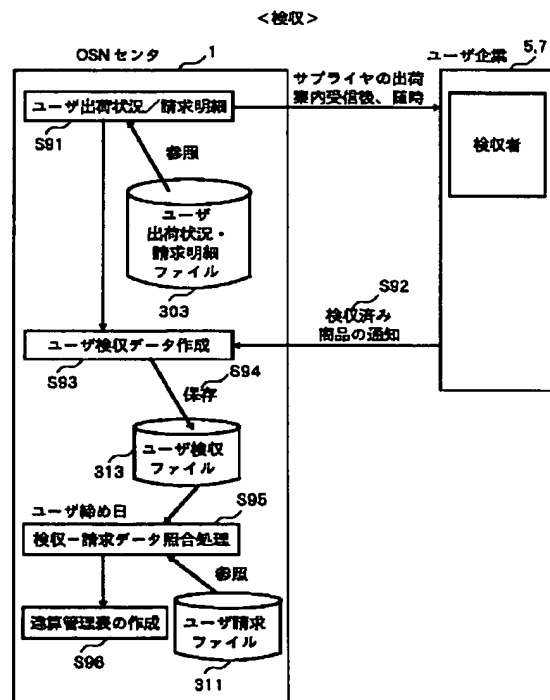 <検収>
OSNセンタ
1
ユーザ企業
5,7
ユーザ出荷状況/請求明細
S91
サプライヤの出荷
案内受信後、随時
検収者
参照
ユーザ
出荷状況・
請求明細
ファイル
303
S92
検収済み
商品の通知
ユーザ検収データ作成
S93
S94
保存
ユーザ検収
ファイル
313
ユーザ締め日
S95
検収-請求データ照合処理
参照
算管理表の作成
S96
ユーザ請求
ファイル
311